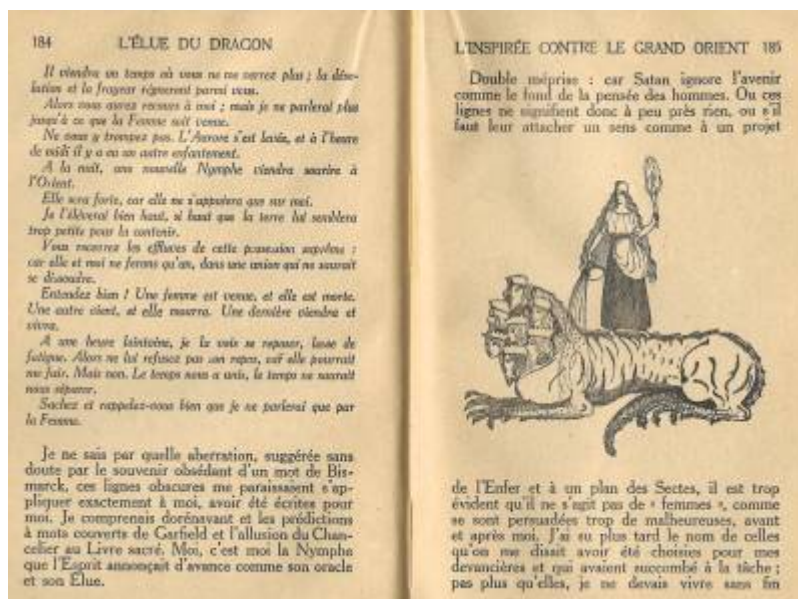 184 L'ÉLUE DU DRAGON
Il viendra un temps où vous ne me verrez plus ; la déso-
lation et la frayeur régneront parmi vous.
Alors vous aurez recours à moi ; mais je ne parlerai plus
jusqu'à ce que la Femme soit venue.
Ne vous y trompez pas. L'Aurore s'est levée, et à l'heure
de midi il y a eu un autre enfantement.
A la nuit, une nouvelle Nymphe viendra sourire à
l'Orient.
Elle sera forte, car elle ne s'appuiera que sur moi.
Je l'élèverai bien haut, si haut que la terre lui semblera
trop petite pour la contenir.
Vous recevrez les effluves de cette possession suprême :
car elle et moi ne ferons qu'un, dans une union qui ne saurait
se dissoudre.
Entendez bien ! Une femme est venue, et elle est morte.
Une autre vient, et elle mourra. Une dernière viendra et
vivra.
A une heure lointaine, je la vois se reposer, lasse de
fatigue. Alors ne lui refusez pas son repos, car elle pourrait
me fuir. Mais non. Le temps nous a unis, le temps ne saurait
nous séparer.
Sachez et rappelez-vous bien que je ne parlerai que par
la Femme.
Je ne sais par quelle aberration, suggérée sans
doute par le souvenir obsédant d'un mot de Bis-
marck, ces lignes obscures me paraissaient s'ap-
pliquer exactement à moi, avoir été écrites pour
moi. Je comprenais dorénavant et les prédictions
à mots couverts de Garfield et l'allusion du Chan-
celier au Livre sacré. Moi, c'est moi la Nymphe
que l'Esprit annonçait d'avance comme son oracle
et son Élue.
L'INSPIRÉE CONTRE LE GRAND ORIENT 185
Double méprise : car Satan ignore l'avenir
comme le fond de la pensée des hommes. Ou ces
lignes ne signifient donc à peu près rien, ou s'il
faut leur attacher un sens comme à un projet
de l'Enfer et à un plan des Sectes, il est trop
évident qu'il ne s'agit pas de « femmes », comme
se sont persuadées trop de malheureuses, avant
et après moi. J'ai su plus tard le nom de celles
qu'on me disait avoir été choisies pour mes
devancières et qui avaient succombé à la tâche ;
pas plus qu'elles, je ne devais vivre sans fin